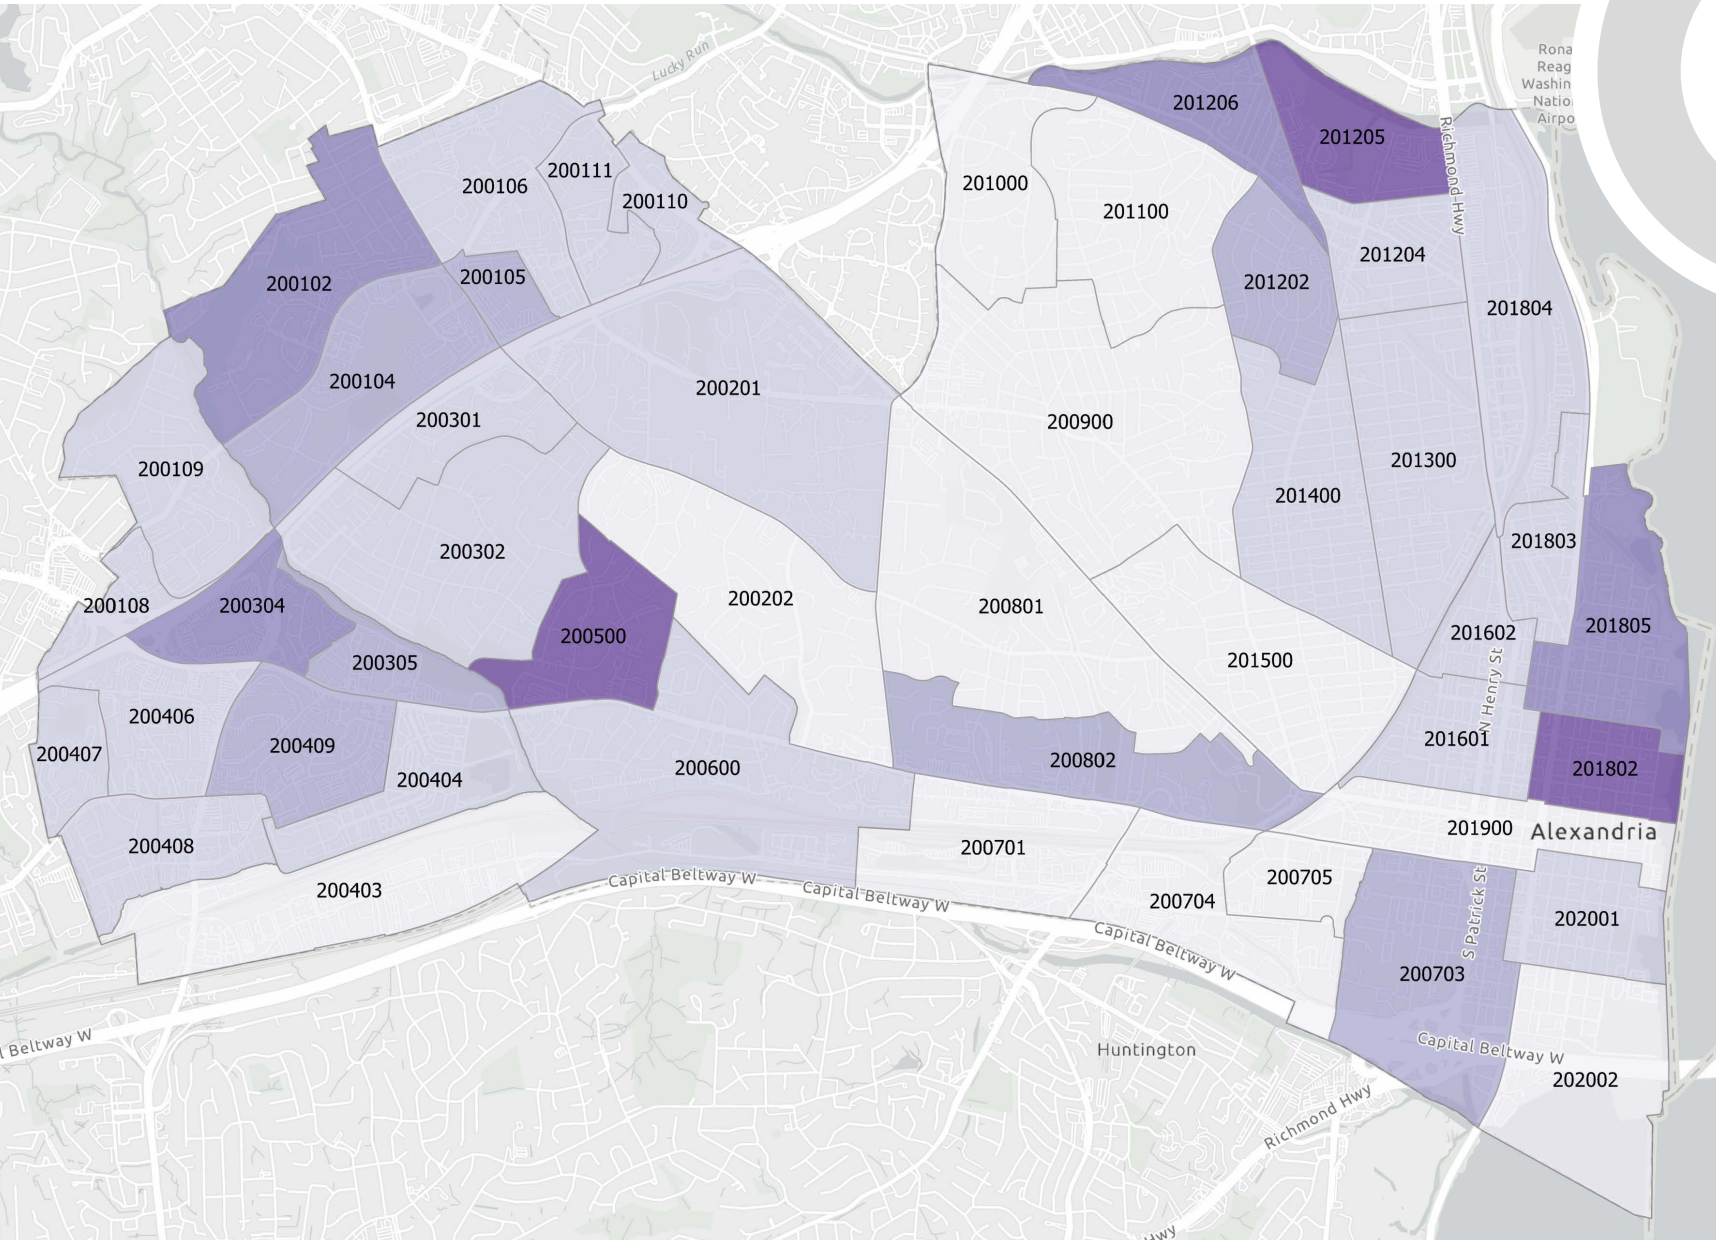 Lucky Run
Rona
Reag
Washin
Natio
Airpo
201206
201205
Richmond Hwy
200111
200106
200110
201000
201100
201204
200105
200102
201202
201804
200104
200201
200301
200900
201300
200109
201400
200302
201803
200108
200304
200202
200801
201805
200500
201602
200305
201500
N Henry St
200406
201601
200409
200407
200802
200600
201802
200404
201900
Alexandria
200408
200701
200705
Capital Beltway W
Capital Beltway W
200403
200704
202001
S Patrick St
Capital Beltway W
200703
l Beltway W
Huntington
Capital Beltway W
202002
Richmond Hwy
Hwy